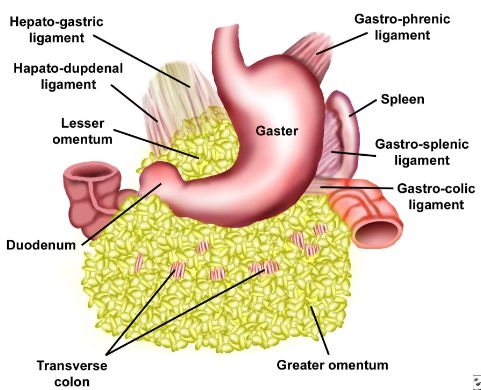 Hepato-gastric
ligament
Hapato-dupdenal
ligament
Lesser
omentum
Duodenum
Transverse
colon
Gaster
Gastro-phrenic
ligament
Spleen
Gastro-splenic
ligament
Gastro-colic
ligament
Greater omentum